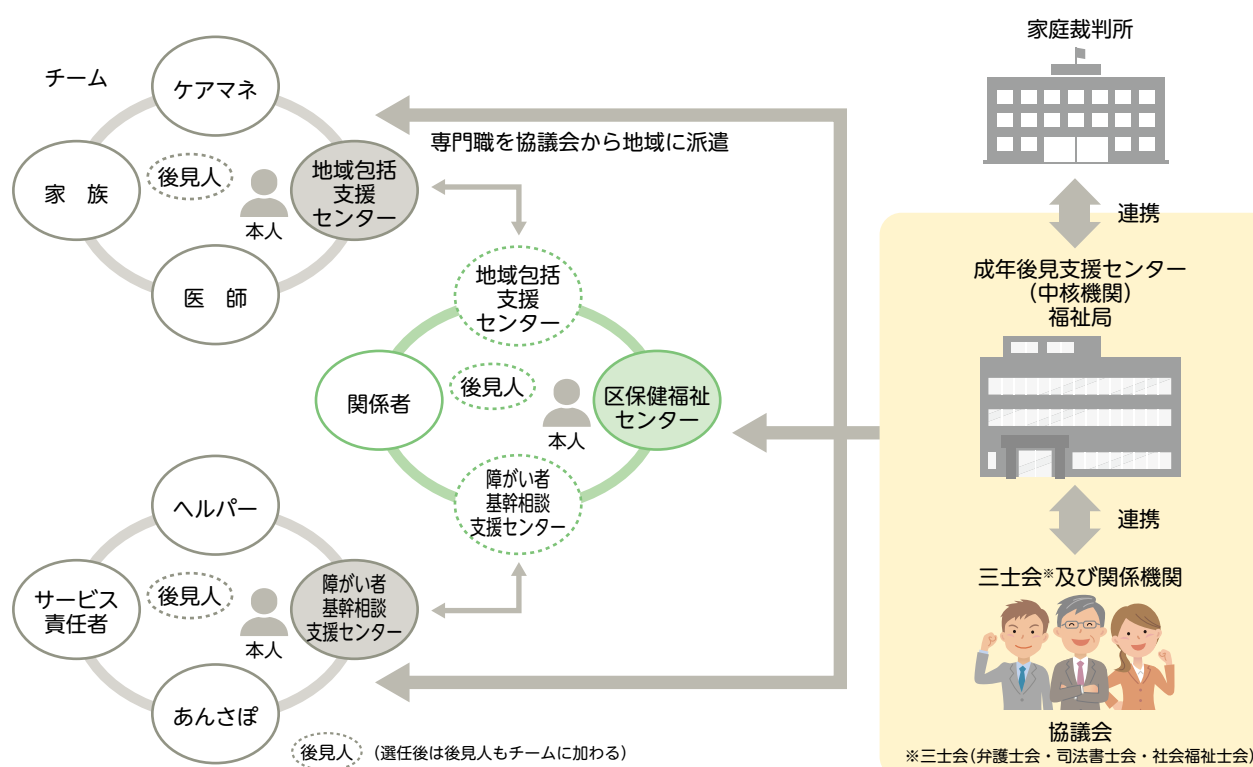 チーム
ケアマネ
家　族
後見人
本人
地域包括
支援
センター
医　師
専門職を協議会から地域に派遣
地域包括
支援
センター
関係者
後見人
本人
区保健福祉
センター
障がい者
基幹相談
支援センター
ヘルパー
サービス
責任者
後見人
本人
障がい者
基幹相談
支援センター
あんさぽ
後見人 （選任後は後見人もチームに加わる）
家庭裁判所
連携
成年後見支援センター
（中核機関）
福祉局
連携
三士会※及び関係機関
協議会
※三士会（弁護士会・司法書士会・社会福祉士会）